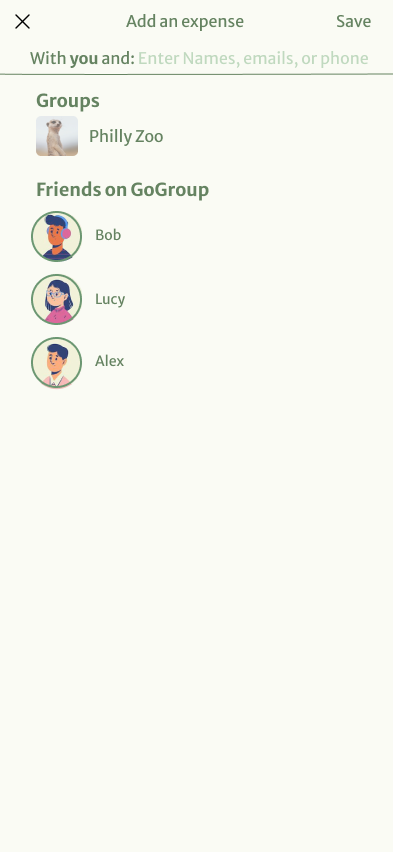 Add an expense
Save
With you and: Enter Names, emails, or phone
Groups
Philly Zoo
Friends on GoGroup
Bob
Lucy
Alex